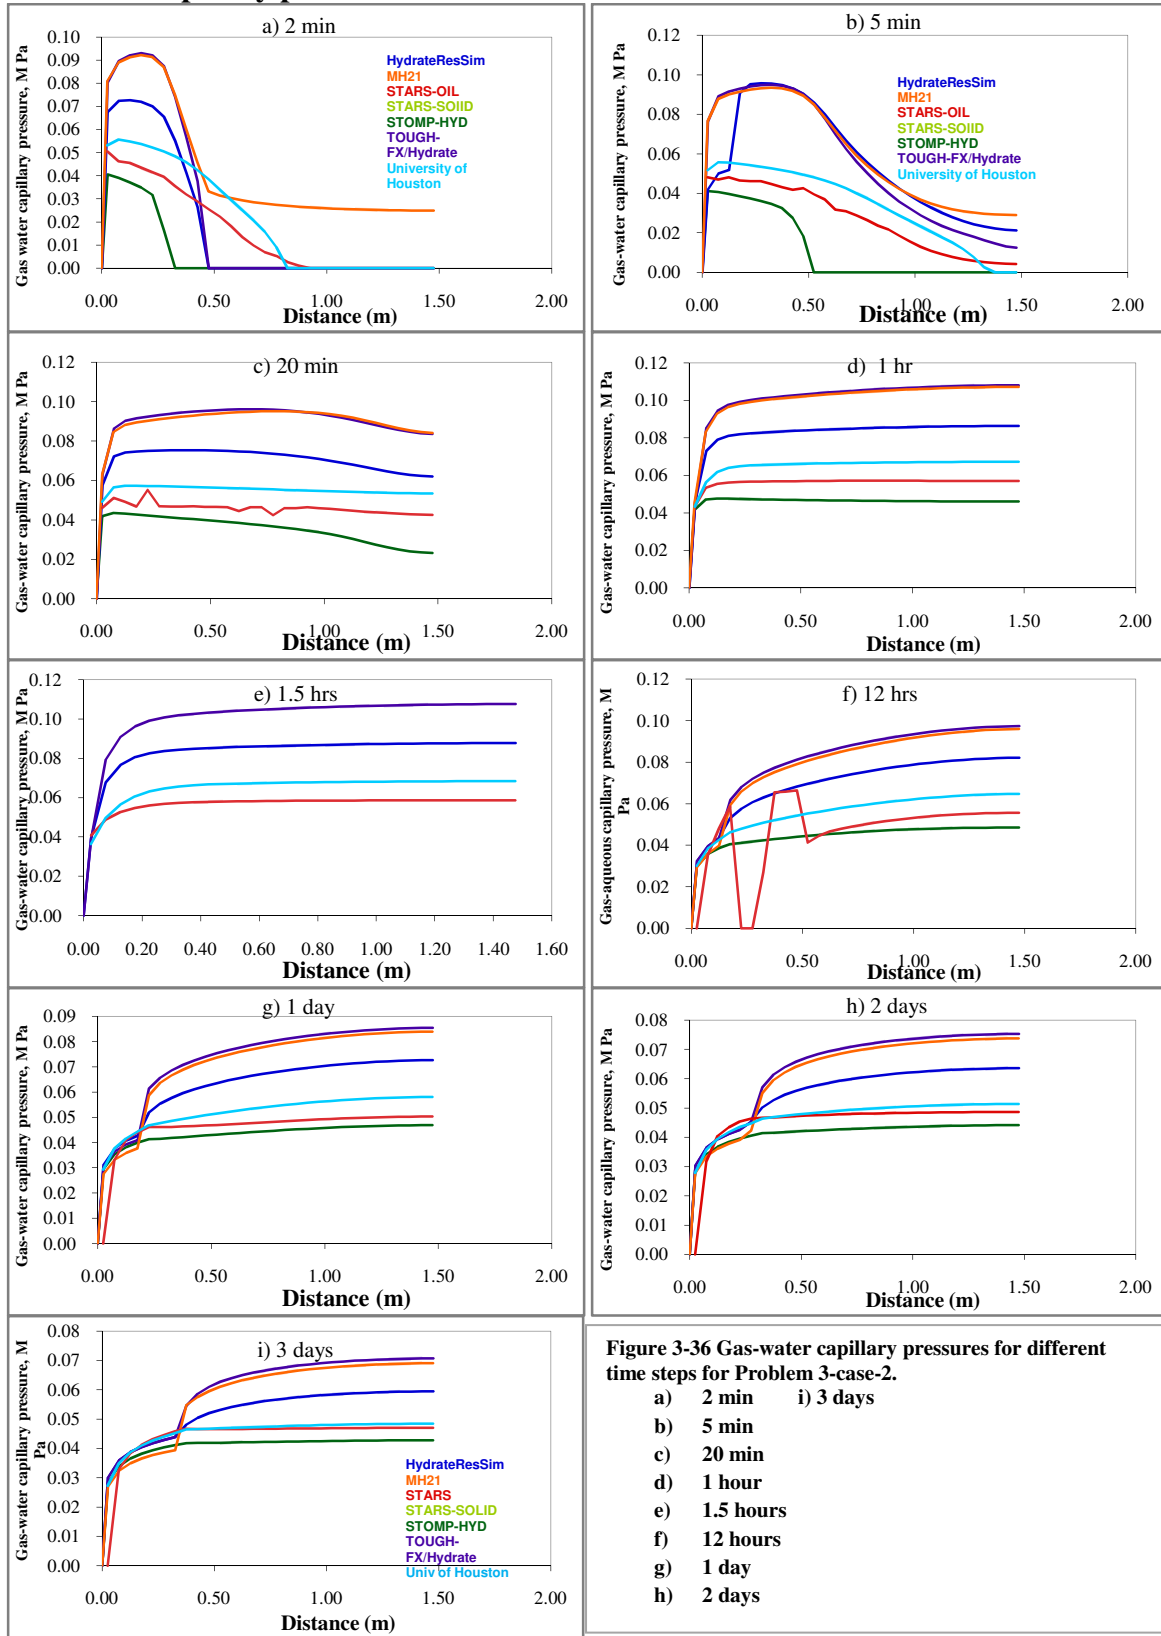 a) 2 min
Gas water capillary pressure, M Pa
0.10
0.09
0.08
0.07
0.06
0.05
0.04
0.03
0.02
0.01
0.00
HydrateResSim
MH21
STARS-OIL
STARS-SOIID
STOMP-HYD
TOUGH-
FX/Hydrate
University of
Houston
0.00 0.50 1.00 1.50 2.00
Distance (m)
b) 5 min
Gas-water capillary pressure, M Pa
0.12
0.10
0.08
0.06
0.04
0.02
0.00
HydrateResSim
MH21
STARS-OIL
STARS-SOIID
STOMP-HYD
TOUGH-FX/Hydrate
University of Houston
0.00 0.50 1.00 1.50 2.00
Distance (m)
c) 20 min
Gas-water capillary pressure, M Pa
0.12
0.10
0.08
0.06
0.04
0.02
0.00
0.00 0.50 1.00 1.50 2.00
Distance (m)
d) 1 hr
Gas-water capillary pressure, M Pa
0.12
0.10
0.08
0.06
0.04
0.02
0.00
0.00 0.50 1.00 1.50 2.00
Distance (m)
e) 1.5 hrs
Gas-water capillary pressure, M Pa
0.12
0.10
0.08
0.06
0.04
0.02
0.00
0.00 0.20 0.40 0.60 0.80 1.00 1.20 1.40 1.60
Distance (m)
f) 12 hrs
Gas-aqueous capillary pressure, M
Pa
0.12
0.10
0.08
0.06
0.04
0.02
0.00
0.00 0.50 1.00 1.50 2.00
Distance (m)
g) 1 day
Gas-water capillary pressure, M Pa
0.09
0.08
0.07
0.06
0.05
0.04
0.03
0.02
0.01
0.00
0.00 0.50 1.00 1.50 2.00
Distance (m)
h) 2 days
Gas-water capillary pressure, M Pa
0.08
0.07
0.06
0.05
0.04
0.03
0.02
0.01
0.00
0.00 0.50 1.00 1.50 2.00
Distance (m)
i) 3 days
Gas-water capillary pressure, M
Pa
0.08
0.07
0.06
0.05
0.04
0.03
0.02
0.01
0.00
HydrateResSim
MH21
STARS
STARS-SOLID
STOMP-HYD
TOUGH-
FX/Hydrate
Univ of Houston
0.00 0.50 1.00 1.50 2.00
Distance (m)
Figure 3-36 Gas-water capillary pressures for different
time steps for Problem 3-case-2.
a) 2 min i) 3 days
b) 5 min
c) 20 min
d) 1 hour
e) 1.5 hours
f) 12 hours
g) 1 day
h) 2 days